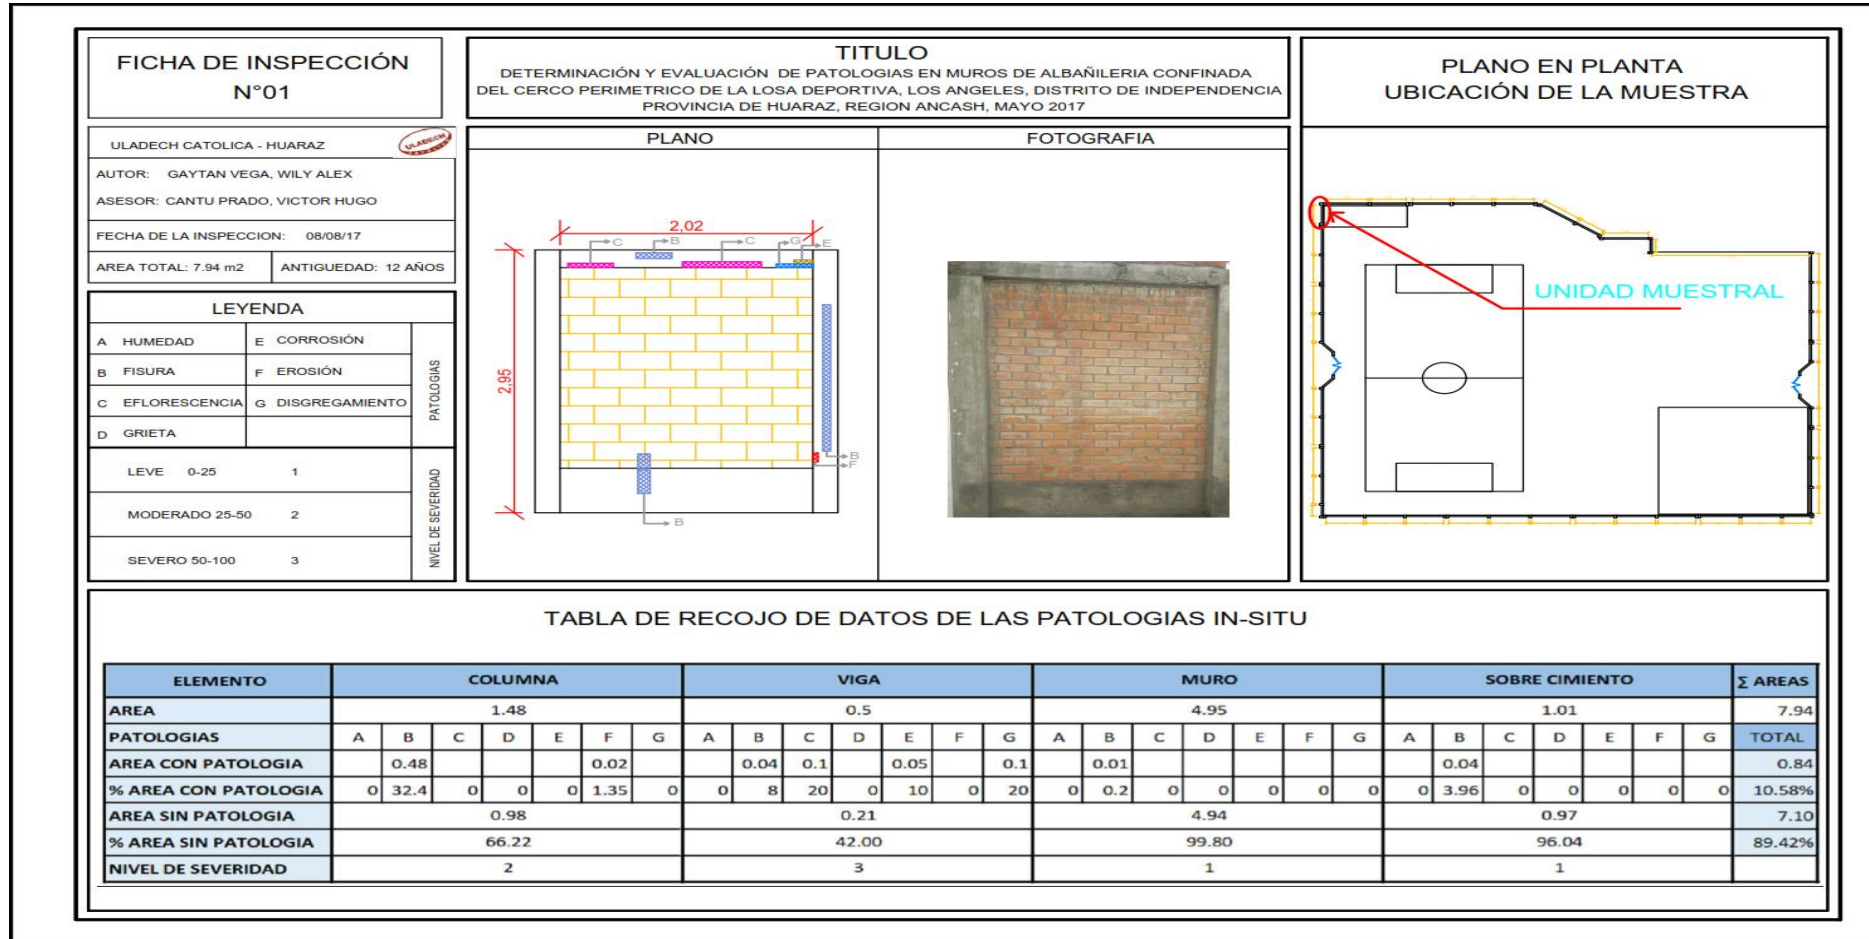 FICHA DE INSPECCIÓN
N°01
TITULO
DETERMINACIÓN Y EVALUACIÓN DE PATOLOGIAS EN MUROS DE ALBAÑILERIA CONFINADA
DEL CERCO PERIMETRICO DE LA LOSA DEPORTIVA, LOS ANGELES, DISTRITO DE INDEPENDENCIA
PROVINCIA DE HUARAZ, REGION ANCASH, MAYO 2017
PLANO EN PLANTA
UBICACIÓN DE LA MUESTRA
ULADECH CATOLICA - HUARAZ
ULADECH
AUTOR: GAYTAN VEGA, WILY ALEX
ASESOR: CANTU PRADO, VICTOR HUGO
FECHA DE LA INSPECCION: 08/08/17
AREA TOTAL: 7.94 m2 ANTIGUEDAD: 12 AÑOS
LEYENDA
A HUMEDAD E CORROSIÓN
B FISURA F EROSIÓN
C EFLORESCENCIA G DISGREGAMIENTO
D GRIETA
PATOLOGIAS
LEVE 0-25 1
MODERADO 25-50 2
SEVERO 50-100 3
NIVEL DE SEVERIDAD
PLANO
FOTOGRAFIA
2,02
C B C G E
2,95
B
F
B
UNIDAD MUESTRAL
TABLA DE RECOJO DE DATOS DE LAS PATOLOGIAS IN-SITU
ELEMENTO COLUMNA VIGA MURO SOBRE CIMIENTO Σ AREAS
AREA 1.48 0.5 4.95 1.01 7.94
PATOLOGIAS A B C D E F G A B C D E F G A B C D E F G A B C D E F G TOTAL
AREA CON PATOLOGIA 0.48 0.02 0.04 0.1 0.05 0.1 0.01 0.04 0.84
% AREA CON PATOLOGIA 0 32.4 0 0 0 1.35 0 0 8 20 0 10 0 20 0 0.2 0 0 0 0 0 0 3.96 0 0 0 0 0 10.58%
AREA SIN PATOLOGIA 0.98 0.21 4.94 0.97 7.10
% AREA SIN PATOLOGIA 66.22 42.00 99.80 96.04 89.42%
NIVEL DE SEVERIDAD 2 3 1 1